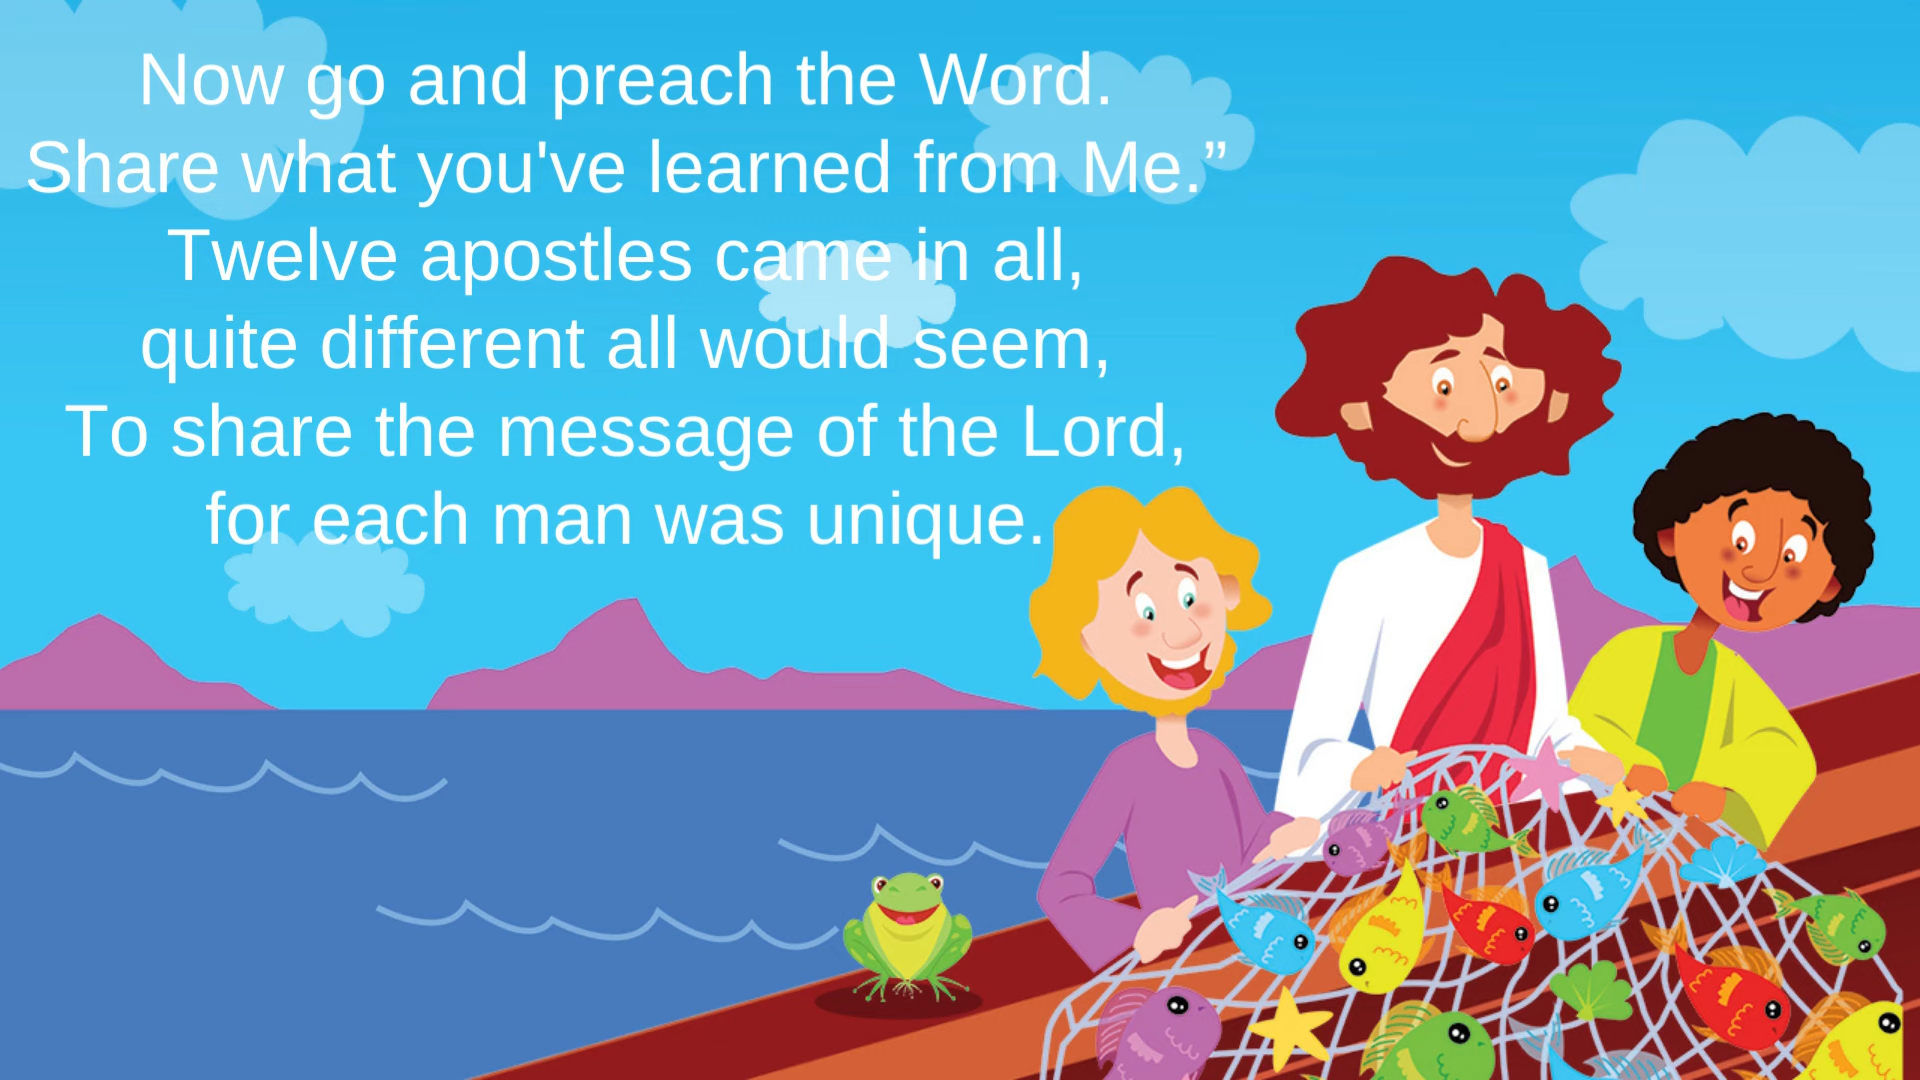 Now go and preach the Word.
Share what you've learned from Me.”
Twelve apostles came in all,
quite different all would seem,
To share the message of the Lord,
for each man was unique.